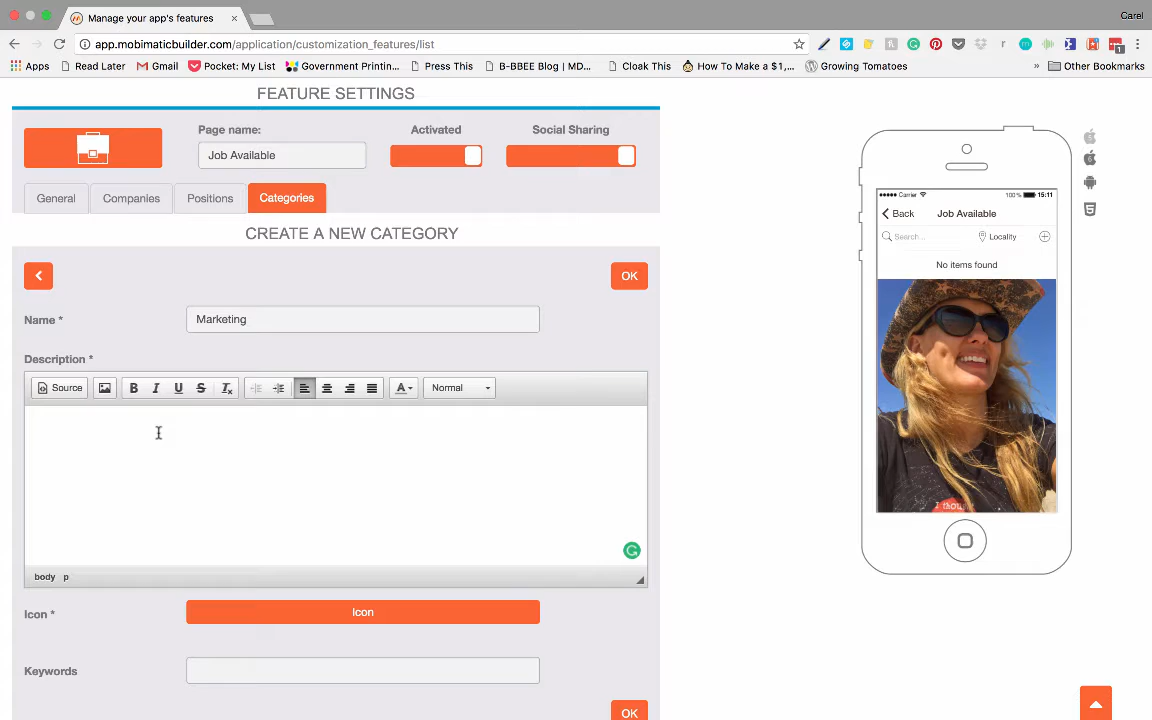 Manage your app's features
Carel
app.mobimaticbuilder.com/application/customization_features/list
Apps Read Later Gmail Pocket: My List Government Printin... Press This B-BBEE Blog | MD... Cloak This How To Make a $1,... Growing Tomatoes » Other Bookmarks
FEATURE SETTINGS
Page name: Activated Social Sharing
Job Available
General Companies Positions Categories
CREATE A NEW CATEGORY
OK
Name * Marketing
Description *
Source B I U S Tx A Normal
body p
Icon * Icon
Keywords
OK
Carrier 100% 15:11
Back Job Available
Search... Locality
No items found
I thou